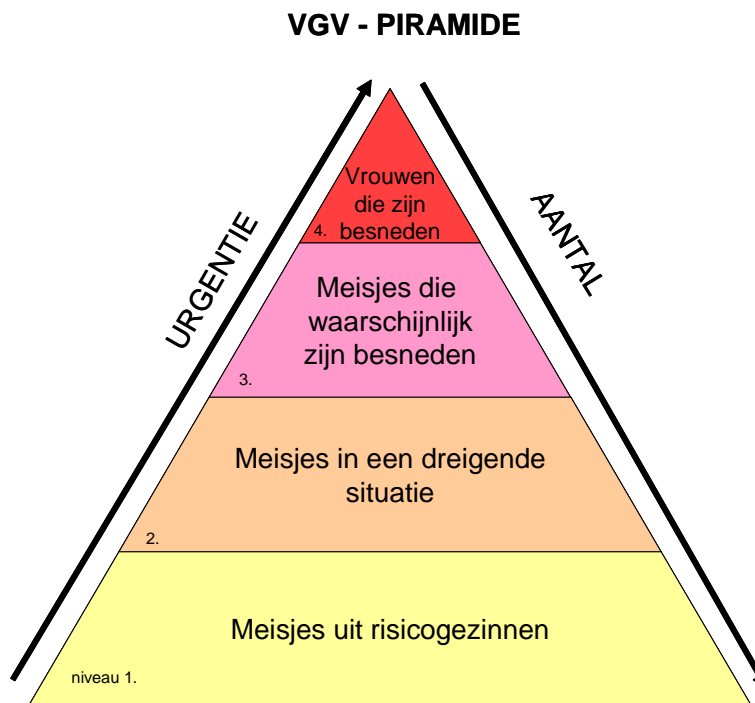 VGV - PIRAMIDE
URGENTIE
AANTAL
Vrouwen
die zijn
4. besneden
Meisjes die
waarschijnlijk
zijn besneden
3.
Meisjes in een dreigende
situatie
2.
Meisjes uit risicogezinnen
niveau 1.